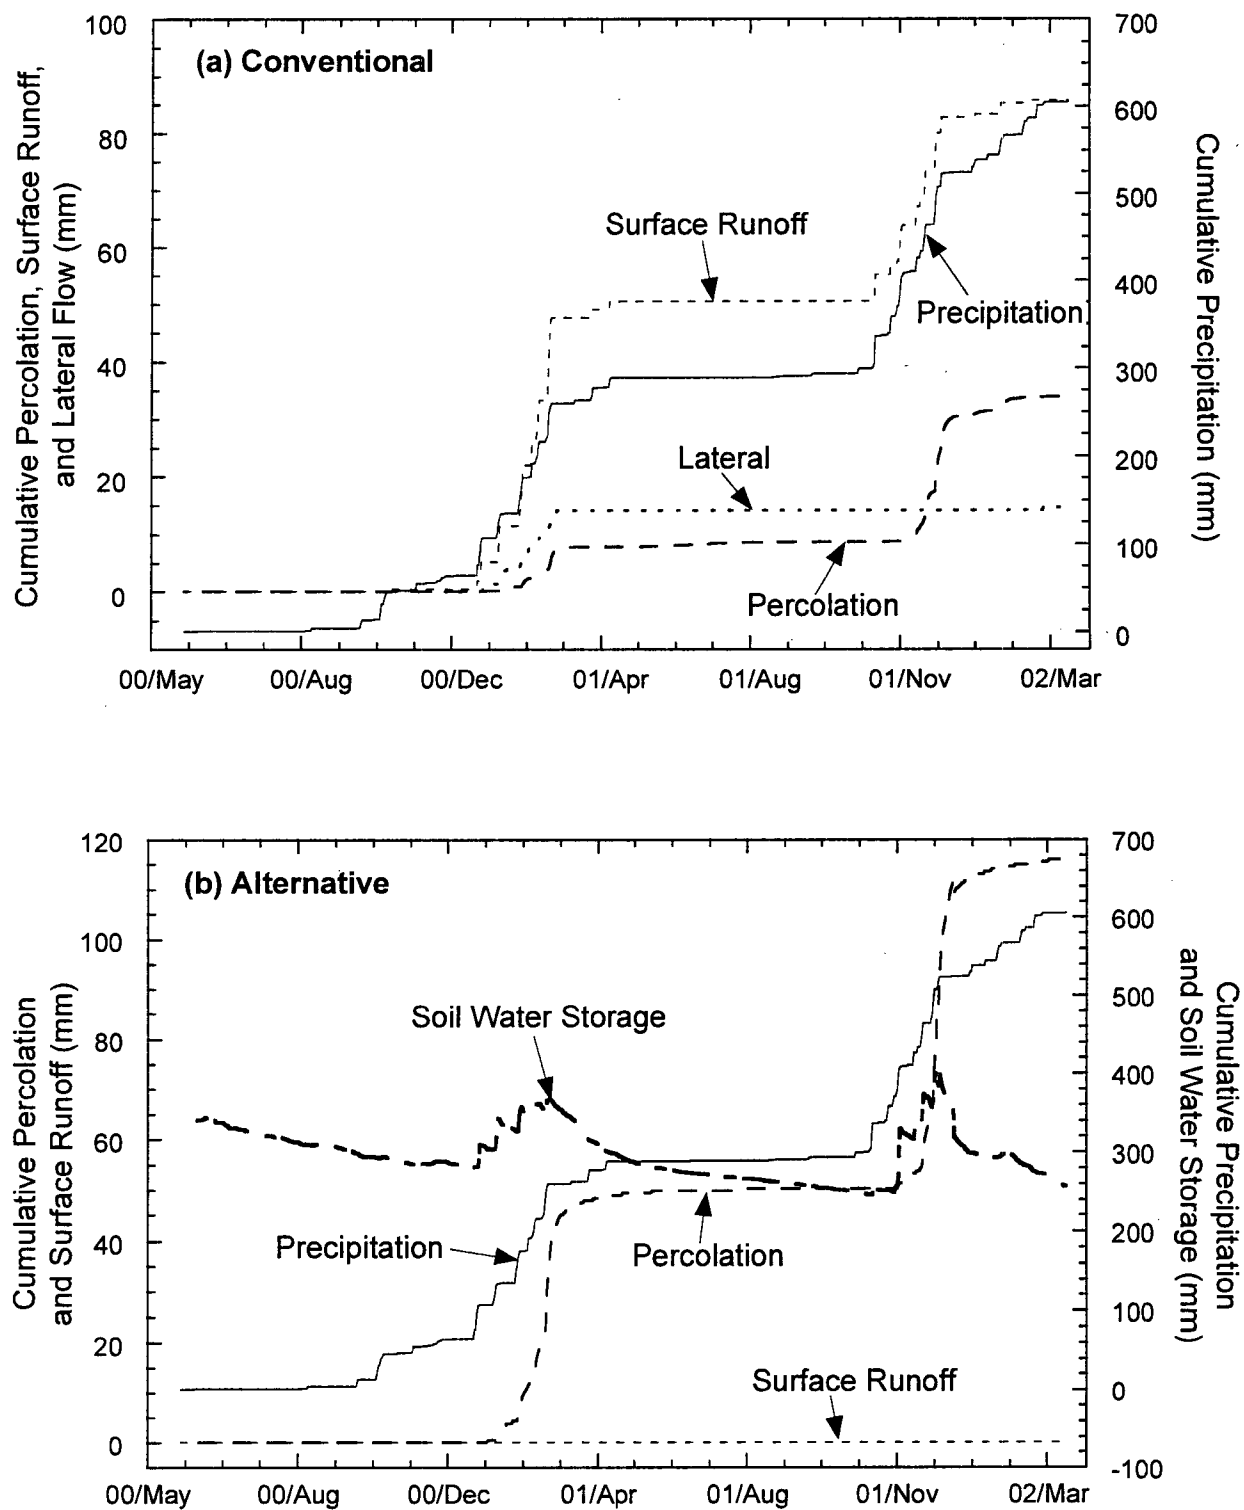 (a) Conventional
Cumulative Percolation, Surface Runoff,
and Lateral Flow (mm)
100
80
60
40
20
0
Surface Runoff
Precipitation
Lateral
Percolation
700
600
500
400
300
200
100
0
Cumulative Precipitation (mm)
00/May 00/Aug 00/Dec 01/Apr 01/Aug 01/Nov 02/Mar
(b) Alternative
Cumulative Percolation
and Surface Runoff (mm)
120
100
80
60
40
20
0
Soil Water Storage
Precipitation
Percolation
Surface Runoff
700
600
500
400
300
200
100
0
-100
Cumulative Precipitation
and Soil Water Storage (mm)
00/May 00/Aug 00/Dec 01/Apr 01/Aug 01/Nov 02/Mar